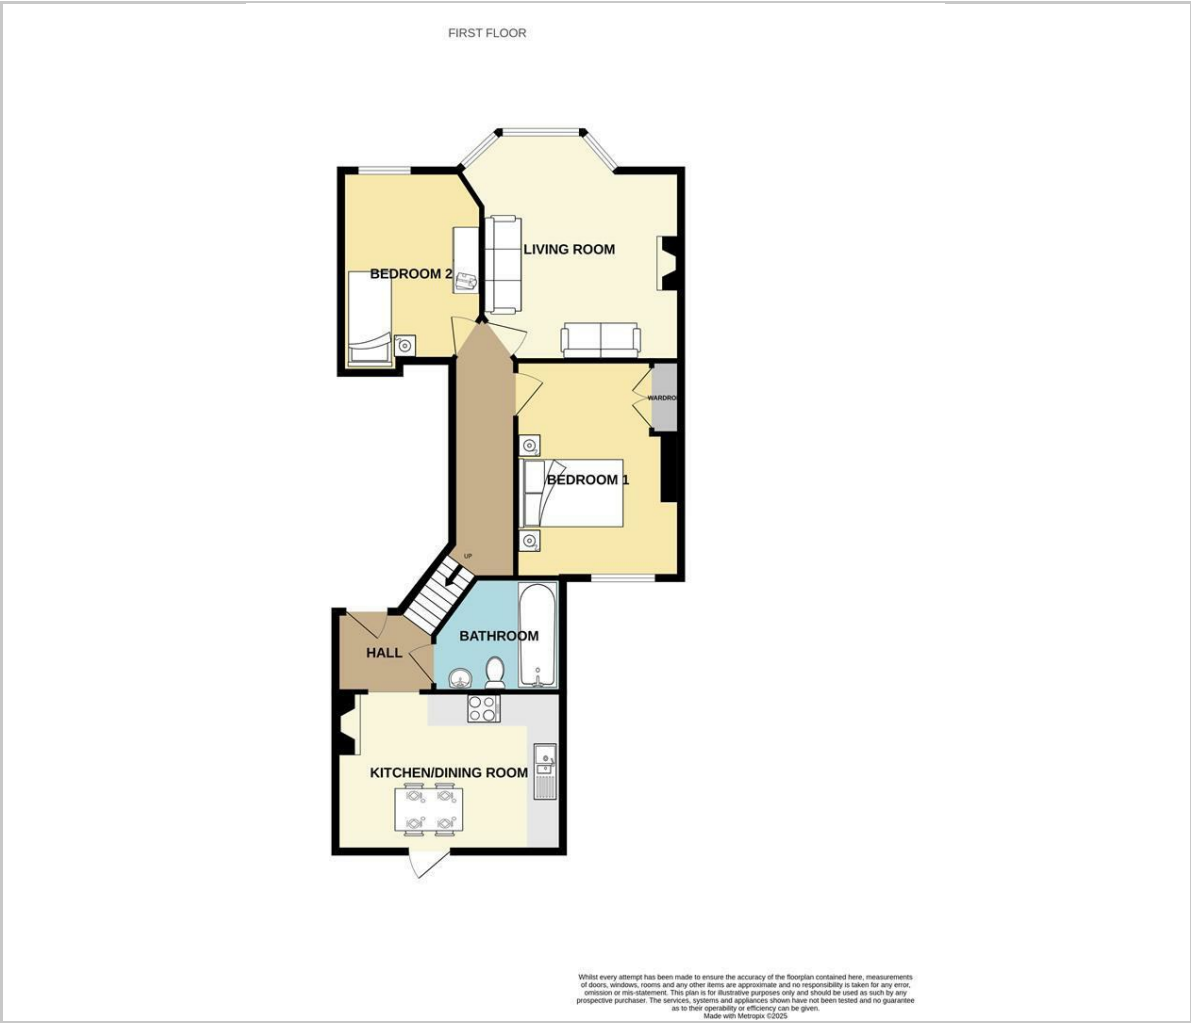 FIRST FLOOR
LIVING ROOM
BEDROOM 2
WARDRO
BEDROOM 1
UP
BATHROOM
HALL
KITCHEN/DINING ROOM
Whilst every attempt has been made to ensure the accuracy of the floorplan contained here, measurements
of doors, windows, rooms and any other items are approximate and no responsibility is taken for any error,
omission or mis-statement. This plan is for illustrative purposes only and should be used as such by any
prospective purchaser. The services, systems and appliances shown have not been tested and no guarantee
as to their operability or efficiency can be given.
Made with Metropix ©2025